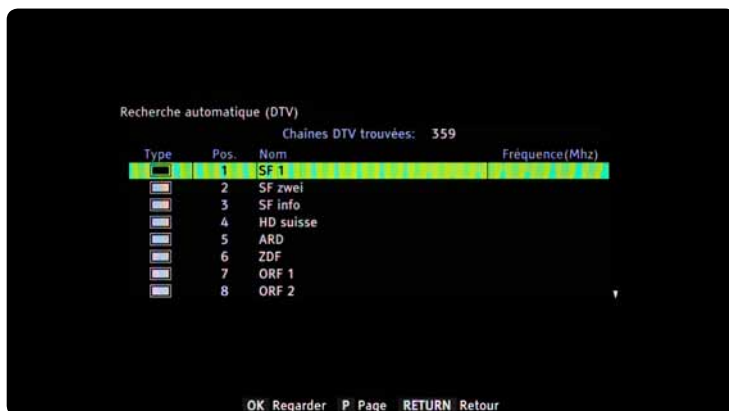 Recherche automatique (DTV)
Chaînes DTV trouvées: 359
Type Pos. Nom Fréquence(Mhz)
1 SF 1
2 SF zwei
3 SF info
4 HD suisse
5 ARD
6 ZDF
7 ORF 1
8 ORF 2
OK Regarder P Page RETURN Retour